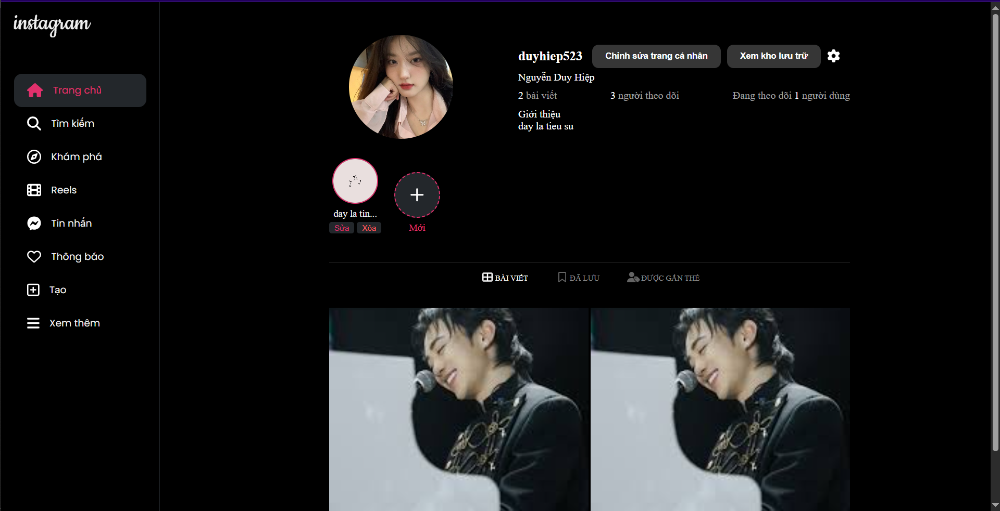 instagram
Trang chủ
Tìm kiếm
Khám phá
Reels
Tin nhắn
Thông báo
Tạo
Xem thêm
duyhiep523
Chỉnh sửa trang cá nhân
Xem kho lưu trữ
Nguyễn Duy Hiệp
2 bài viết
3 người theo dõi
Đang theo dõi 1 người dùng
Giới thiệu
day la tieu su
day la tin...
Sửa
Xóa
Mới
BÀI VIẾT
ĐÃ LƯU
ĐƯỢC GẮN THẺ